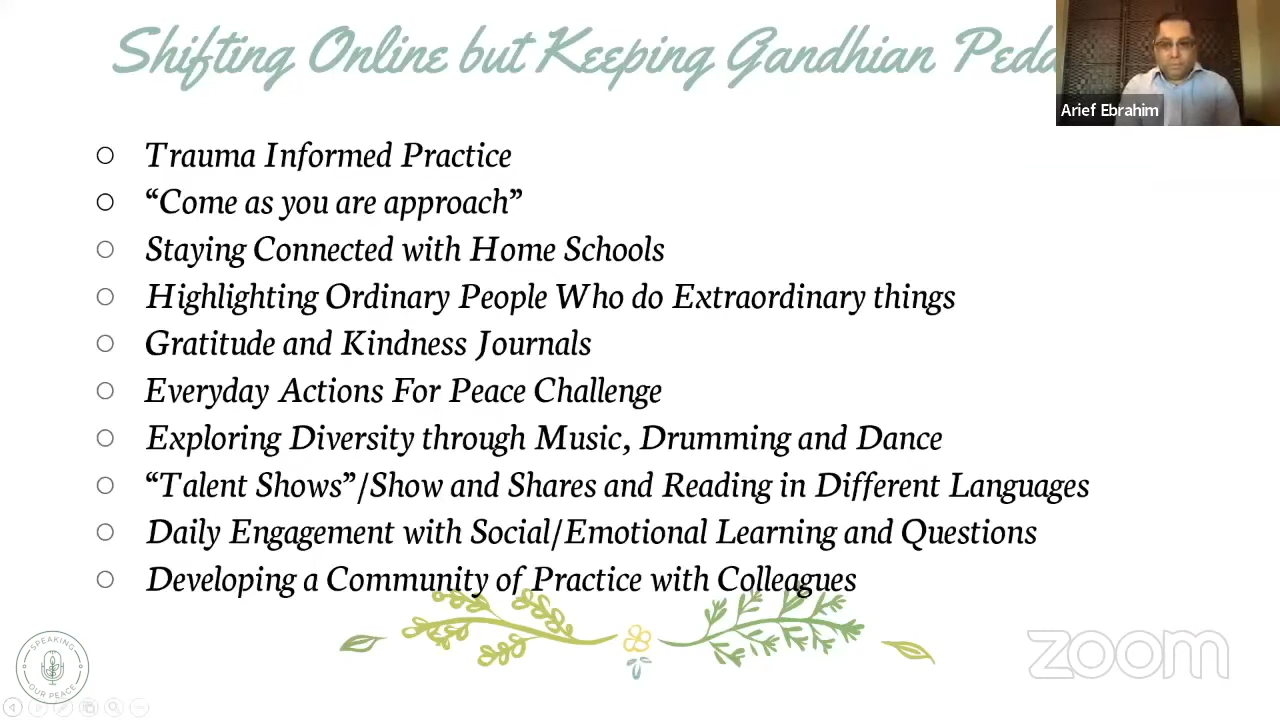 Shifting Online but Keeping Gandhian
Arief Ebrahim
Trauma Informed Practice
“Come as you are approach”
Staying Connected with Home Schools
Highlighting Ordinary People Who do Extraordinary things
Gratitude and Kindness Journals
Everyday Actions For Peace Challenge
Exploring Diversity through Music, Drumming and Dance
“Talent Shows”/Show and Shares and Reading in Different Languages
Daily Engagement with Social/Emotional Learning and Questions
Developing a Community of Practice with Colleagues
SPEAKING
OUR PEACE
zoom